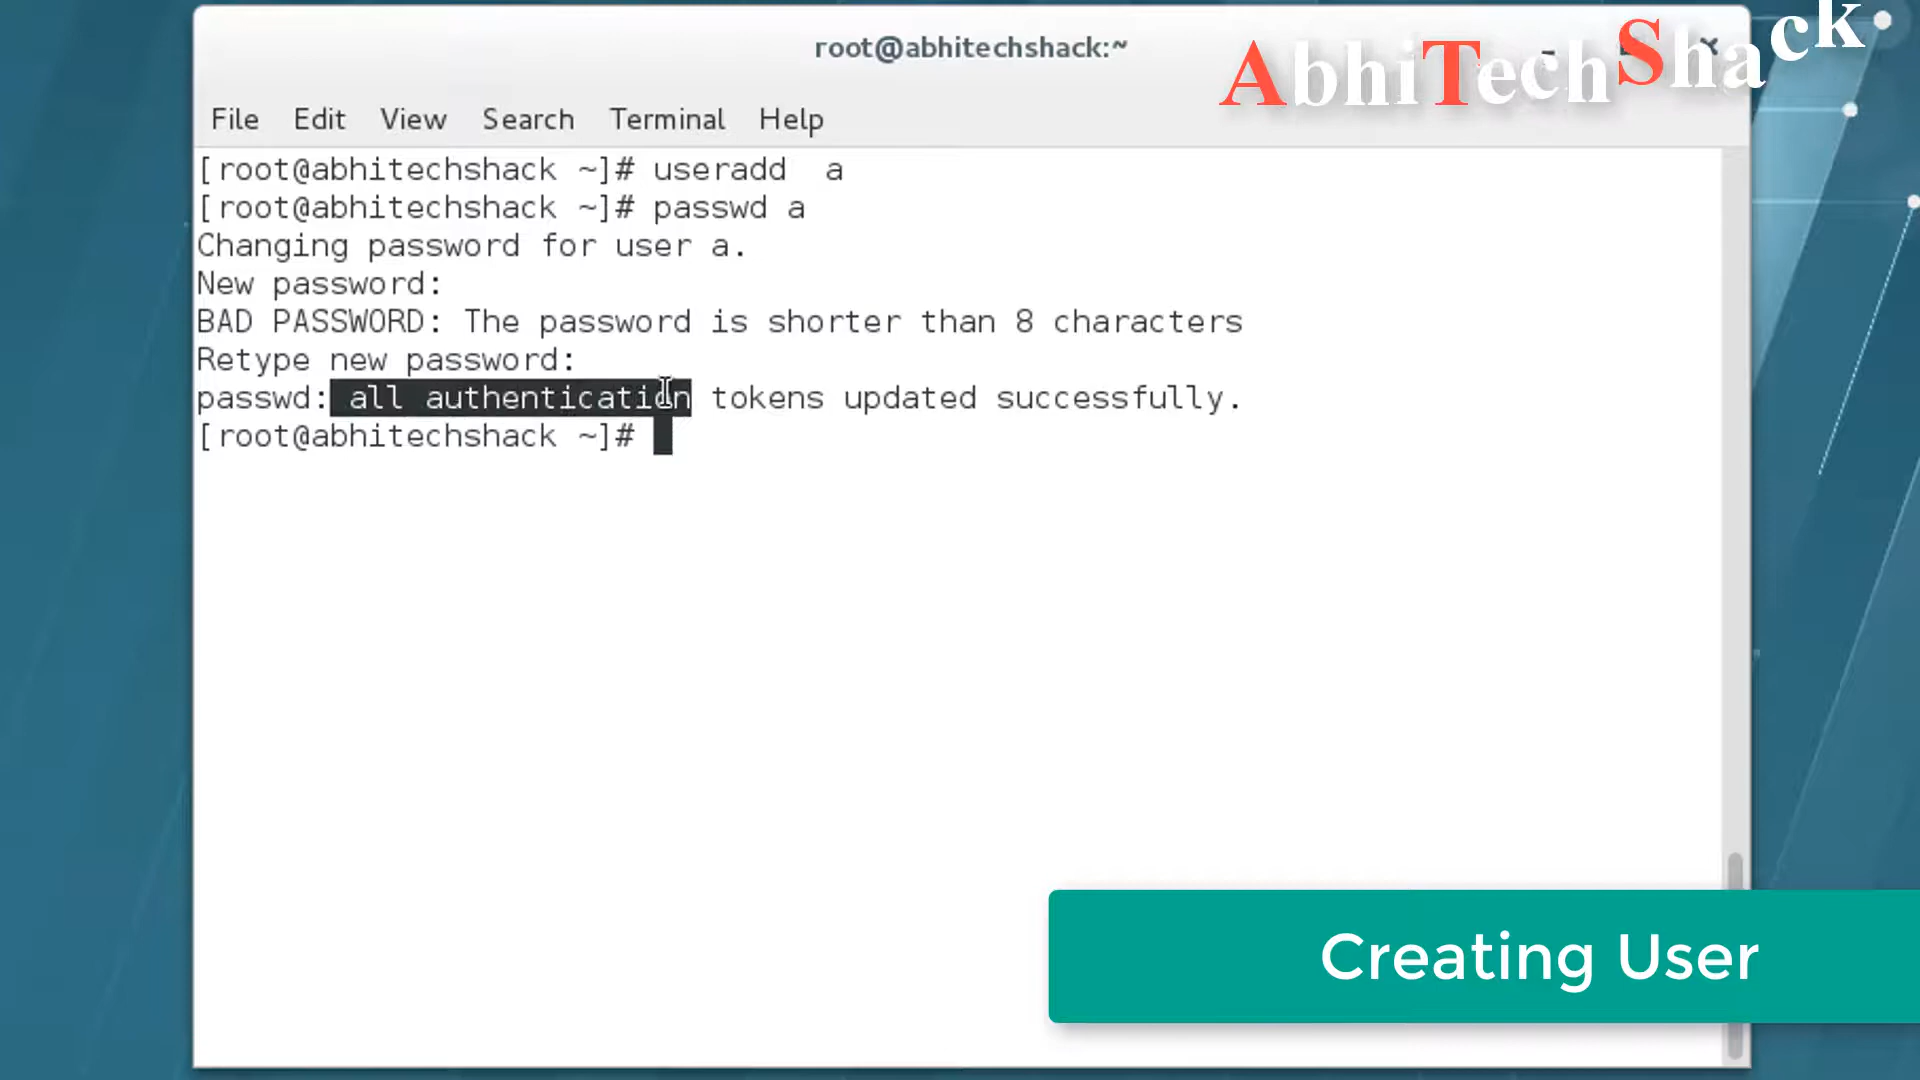 root@abhitechshack:~
AbhiTechShack
File Edit View Search Terminal Help
[root@abhitechshack ~]# useradd  a
[root@abhitechshack ~]# passwd a
Changing password for user a.
New password:
BAD PASSWORD: The password is shorter than 8 characters
Retype new password:
passwd: all authentication tokens updated successfully.
[root@abhitechshack ~]#
Creating User